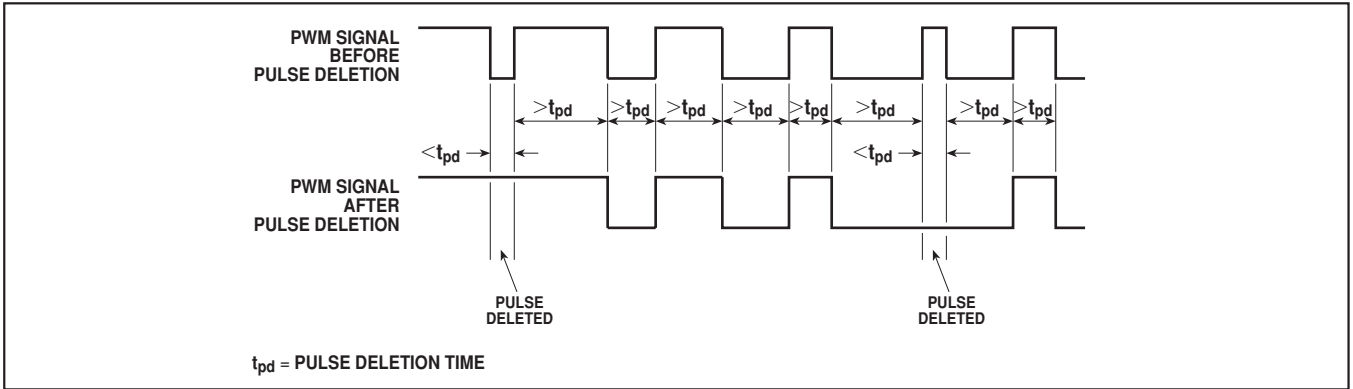 PWM SIGNAL
BEFORE
PULSE DELETION
>tpd >tpd >tpd >tpd >tpd >tpd >tpd >tpd
<tpd <tpd
PWM SIGNAL
AFTER
PULSE DELETION
PULSE
DELETED
PULSE
DELETED
tpd = PULSE DELETION TIME